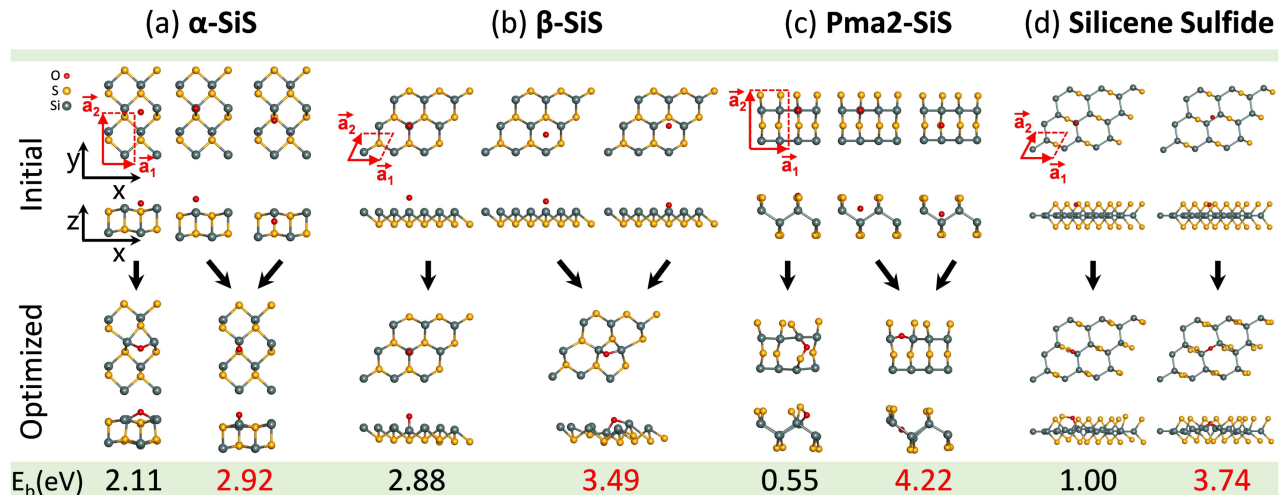 (a) α-SiS
(b) β-SiS
(c) Pma2-SiS
(d) Silicene Sulfide
Initial
O
S
Si
a₂
a₁
y
x
z
x
a₂
a₁
a₂
a₁
a₂
a₁
Optimized
E_b(eV) 2.11 2.92 2.88 3.49 0.55 4.22 1.00 3.74